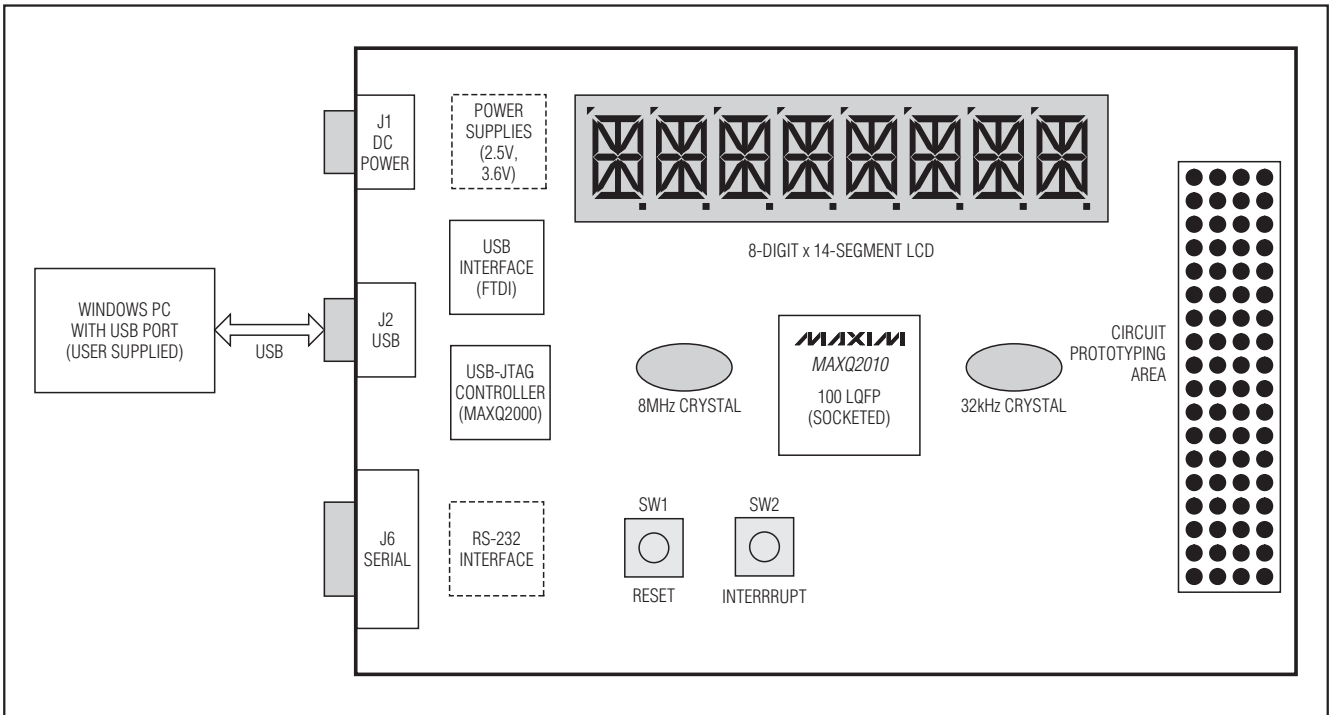 J1
DC
POWER
POWER
SUPPLIES
(2.5V,
3.6V)
8-DIGIT x 14-SEGMENT LCD
USB
INTERFACE
(FTDI)
WINDOWS PC
WITH USB PORT
(USER SUPPLIED)
USB
J2
USB
USB-JTAG
CONTROLLER
(MAXQ2000)
8MHz CRYSTAL
MAXIM
MAXQ2010
100 LQFP
(SOCKETED)
32kHz CRYSTAL
CIRCUIT
PROTOTYPING
AREA
J6
SERIAL
RS-232
INTERFACE
SW1
RESET
SW2
INTERRRUPT